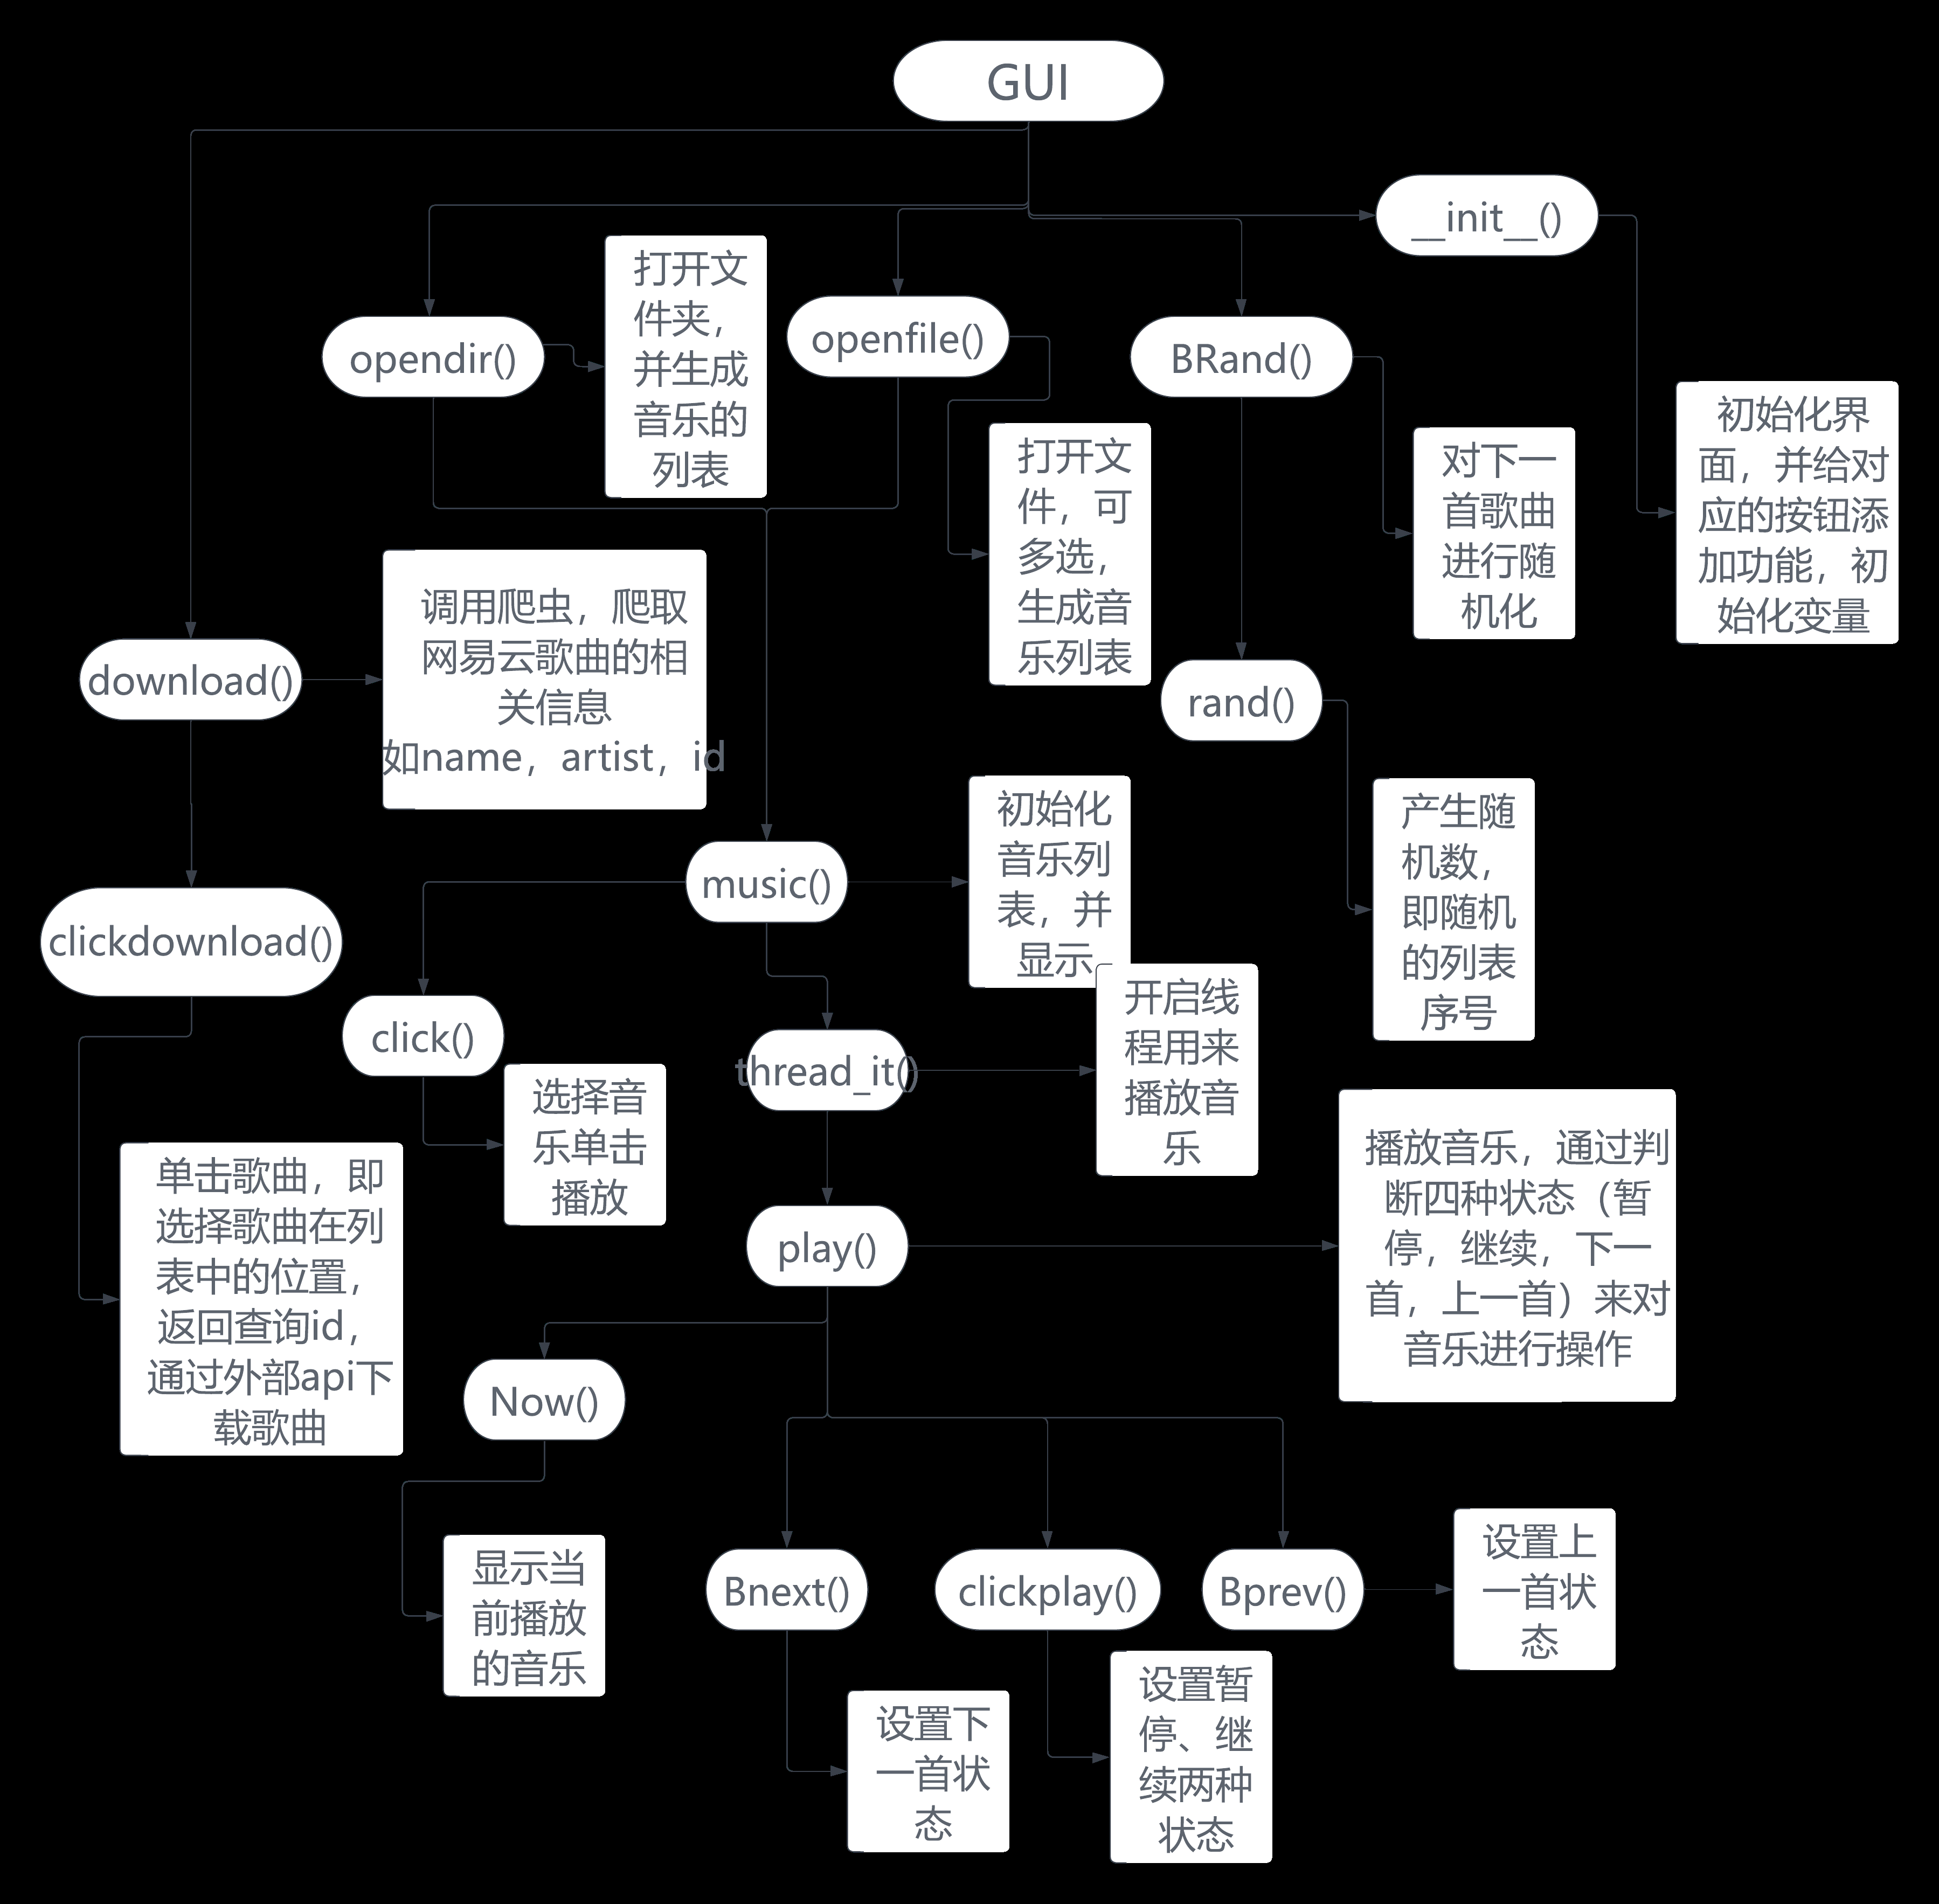 GUI
__init__()
打开文
件夹，
并生成
音乐的
列表
openfile()
opendir()
BRand()
初始化界
面，并给对
应的按钮添
加功能，初
始化变量
打开文
件，可
多选，
生成音
乐列表
对下一
首歌曲
进行随
机化
调用爬虫，爬取
网易云歌曲的相
关信息
如name，artist，id
download()
rand()
初始化
音乐列
表，并
显示
产生随
机数，
即随机
的列表
序号
music()
clickdownload()
click()
开启线
程用来
播放音
乐
thread_it()
选择音
乐单击
播放
播放音乐，通过判
断四种状态（暂
停，继续，下一
首，上一首）来对
音乐进行操作
单击歌曲，即
选择歌曲在列
表中的位置，
返回查询id，
通过外部api下
载歌曲
play()
Now()
显示当
前播放
的音乐
Bnext()
clickplay()
Bprev()
设置上
一首状
态
设置下
一首状
态
设置暂
停、继
续两种
状态